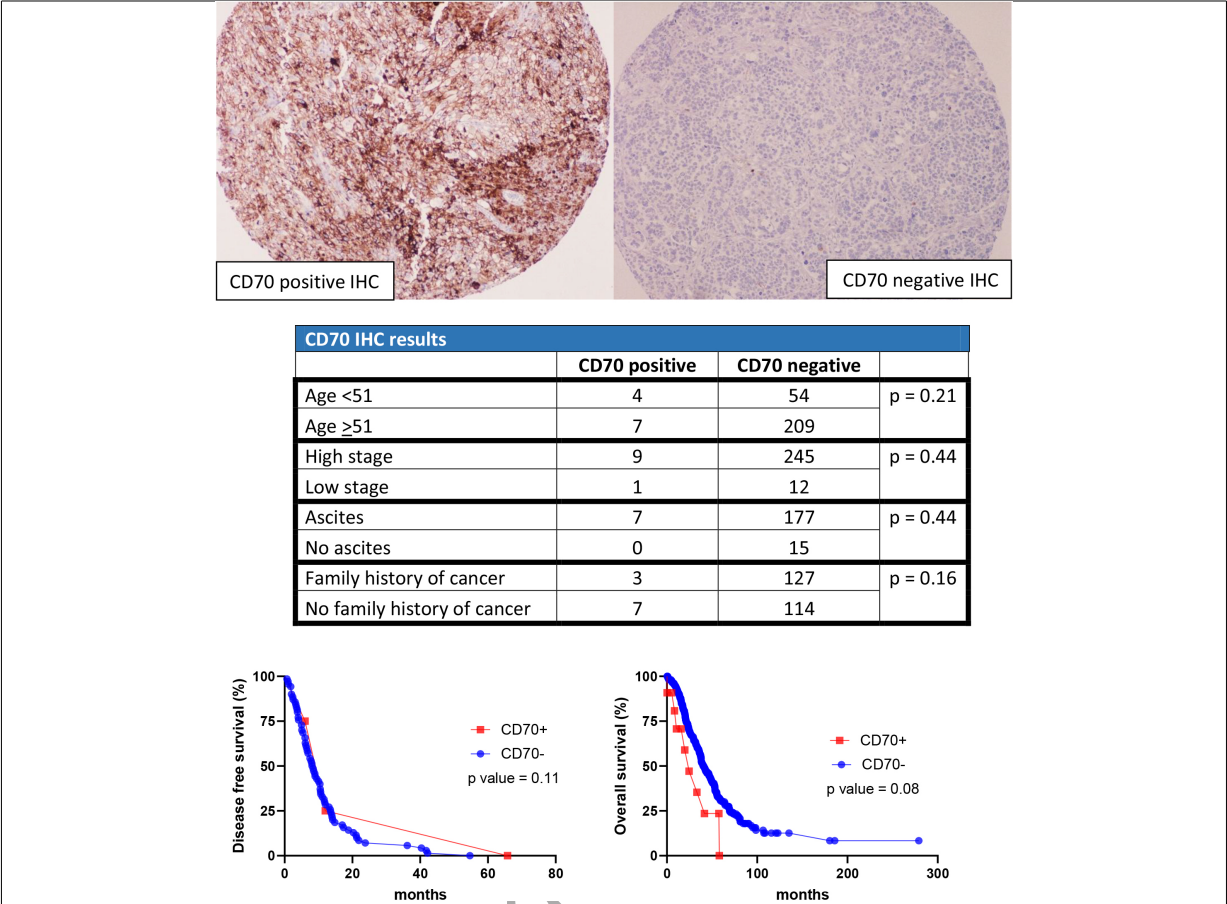 CD70 positive IHC
CD70 negative IHC
CD70 IHC results
CD70 positive CD70 negative
Age <51 4 54 p = 0.21
Age ≥51 7 209
High stage 9 245 p = 0.44
Low stage 1 12
Ascites 7 177 p = 0.44
No ascites 0 15
Family history of cancer 3 127 p = 0.16
No family history of cancer 7 114
Disease free survival (%)
100
75
50
25
0
0 20 40 60 80
months
CD70+
CD70-
p value = 0.11
Overall survival (%)
100
75
50
25
0
0 100 200 300
months
CD70+
CD70-
p value = 0.08